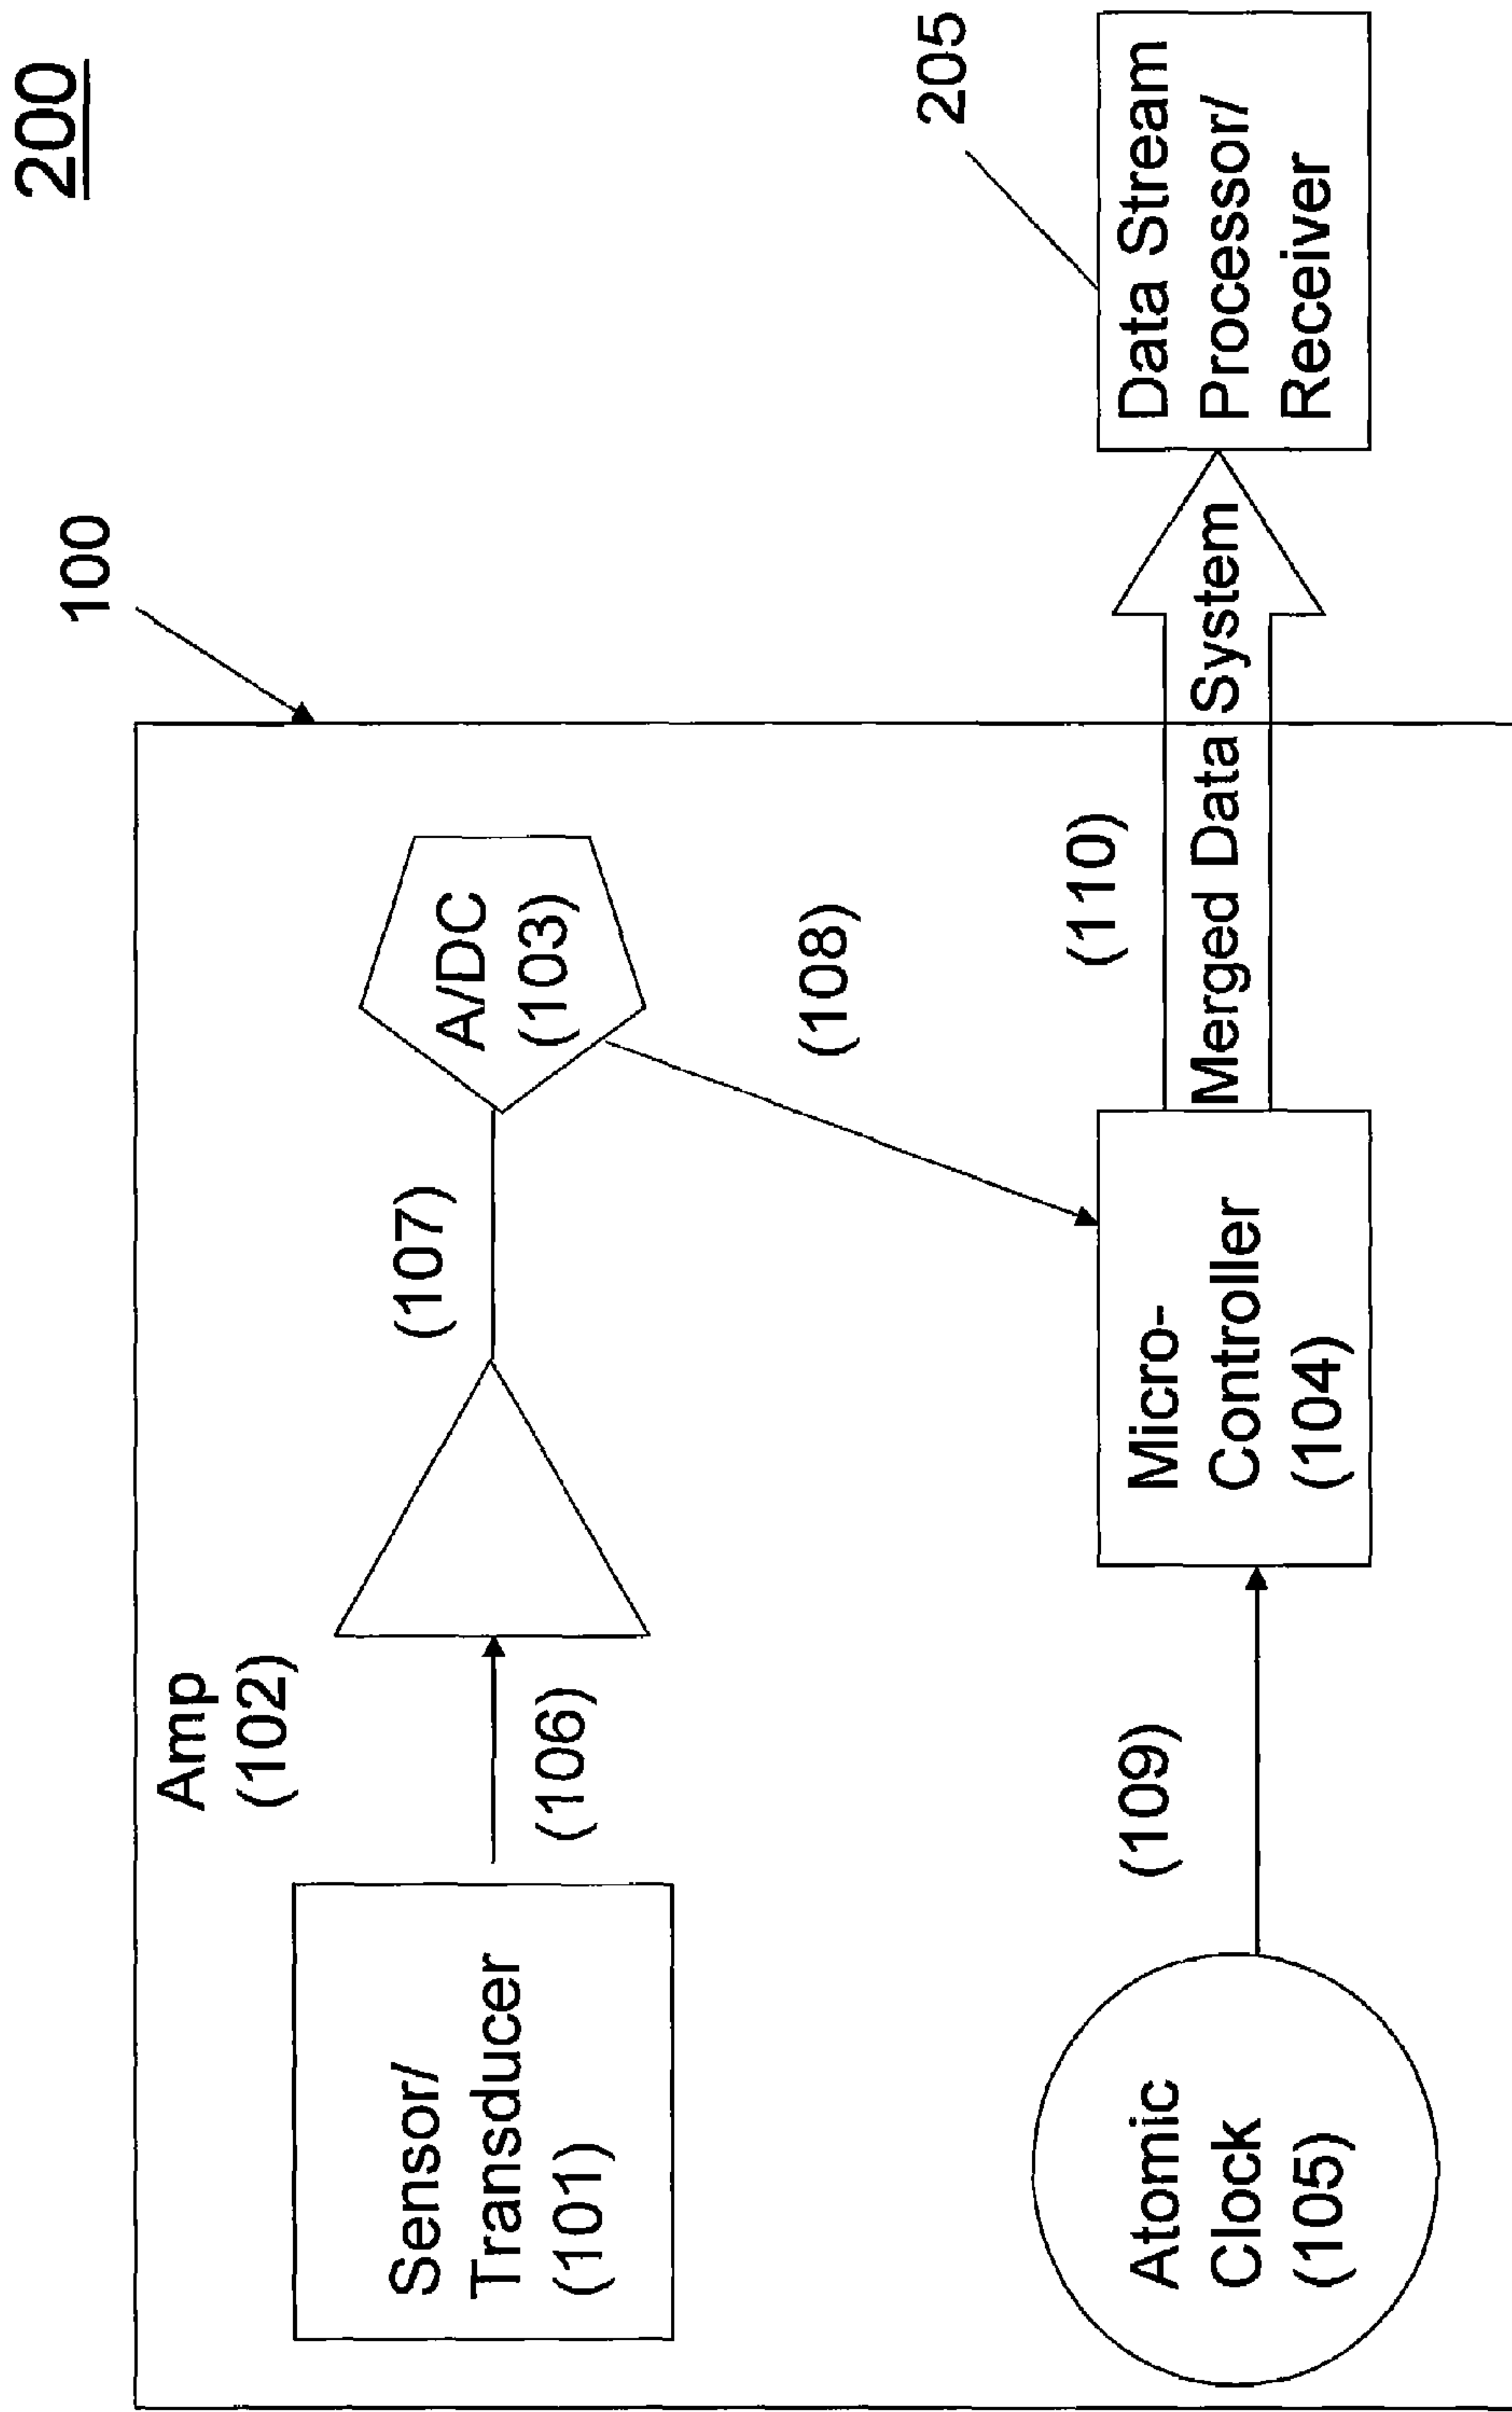 200
100
Amp
(102)
Sensor/
Transducer
(101)
(106)
(107)
A/DC
(103)
(108)
205
Atomic
Clock
(105)
(109)
Micro-
Controller
(104)
(110)
Merged Data System
Data Stream
Processor/
Receiver